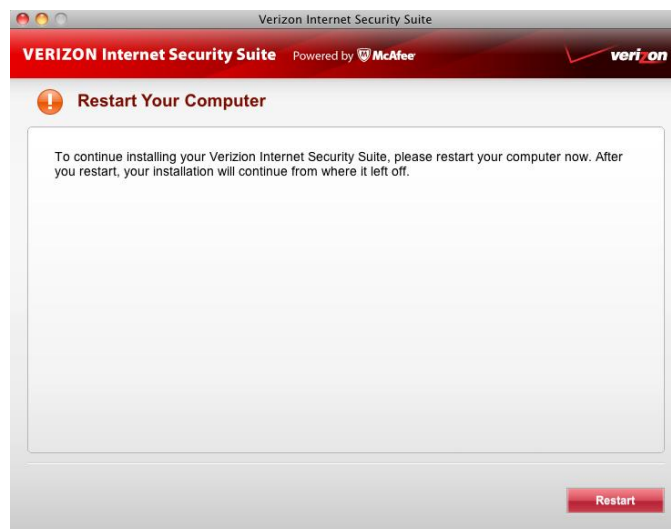 Verizon Internet Security Suite
VERIZON Internet Security Suite Powered by McAfee verizon
Restart Your Computer
To continue installing your Verizion Internet Security Suite, please restart your computer now. After
you restart, your installation will continue from where it left off.
Restart